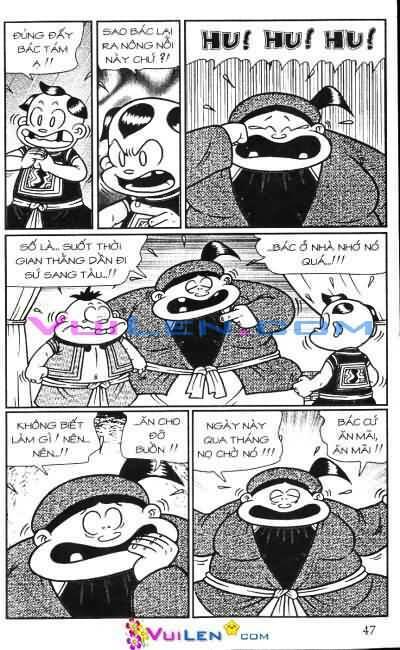 ĐÚNG ĐẤY
BÁC TÁM
Ạ !!
SAO BÁC LẠI
RA NÔNG NỖI
NÀY CHỨ ?!
HU! HU! HU!
SỐ LÀ... SUỐT THỜI
GIAN THẰNG DẦN ĐI
SỨ SANG TÀU...!!
...BÁC Ở NHÀ NHỚ NÓ
QUÁ...!!!
VUILEN.COM
KHÔNG BIẾT
LÀM GÌ ! NÊN...
NÊN..!!
...ĂN CHO
ĐỠ
BUỒN !!
NGÀY NÀY
QUA THÁNG
NỌ CHỜ NÓ !!!
BÁC CỨ
ĂN MÃI,
ĂN MÃI !!
47
VUILEN.COM